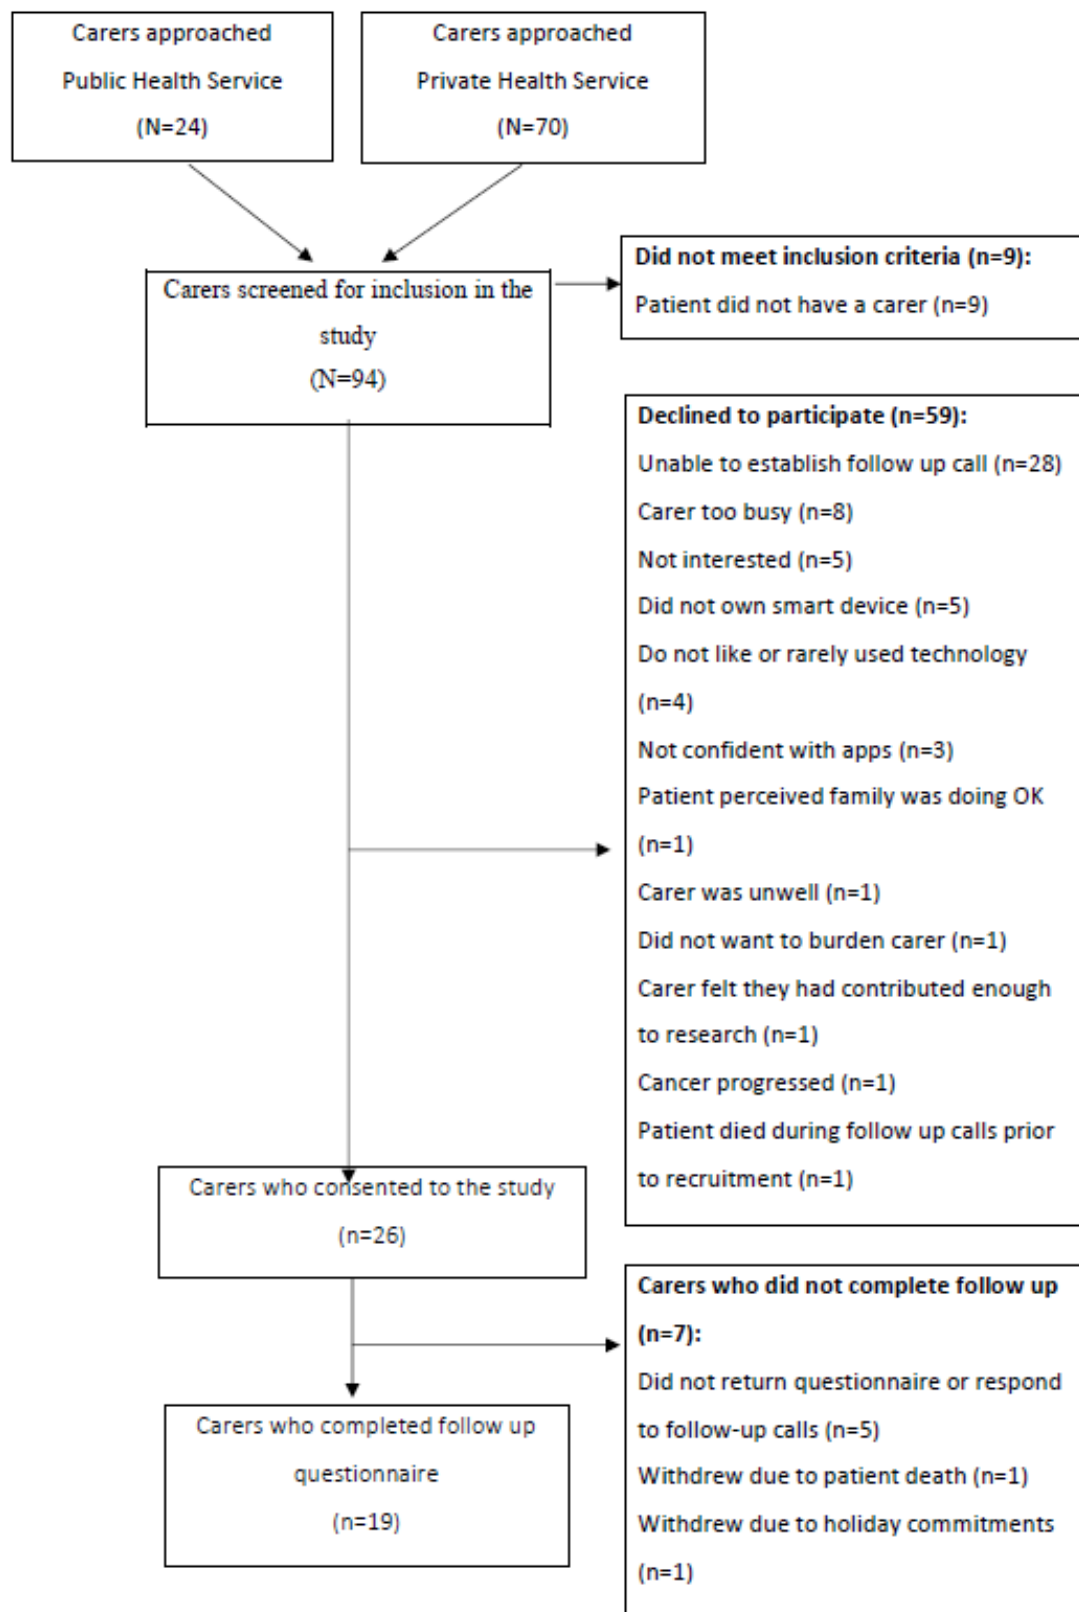 Carers approached
Public Health Service
(N=24)
Carers approached
Private Health Service
(N=70)
Carers screened for inclusion in the
study
(N=94)
Did not meet inclusion criteria (n=9):
Patient did not have a carer (n=9)
Declined to participate (n=59):
Unable to establish follow up call (n=28)
Carer too busy (n=8)
Not interested (n=5)
Did not own smart device (n=5)
Do not like or rarely used technology
(n=4)
Not confident with apps (n=3)
Patient perceived family was doing OK
(n=1)
Carer was unwell (n=1)
Did not want to burden carer (n=1)
Carer felt they had contributed enough
to research (n=1)
Cancer progressed (n=1)
Patient died during follow up calls prior
to recruitment (n=1)
Carers who consented to the study
(n=26)
Carers who did not complete follow up
(n=7):
Did not return questionnaire or respond
to follow-up calls (n=5)
Withdrew due to patient death (n=1)
Withdrew due to holiday commitments
(n=1)
Carers who completed follow up
questionnaire
(n=19)